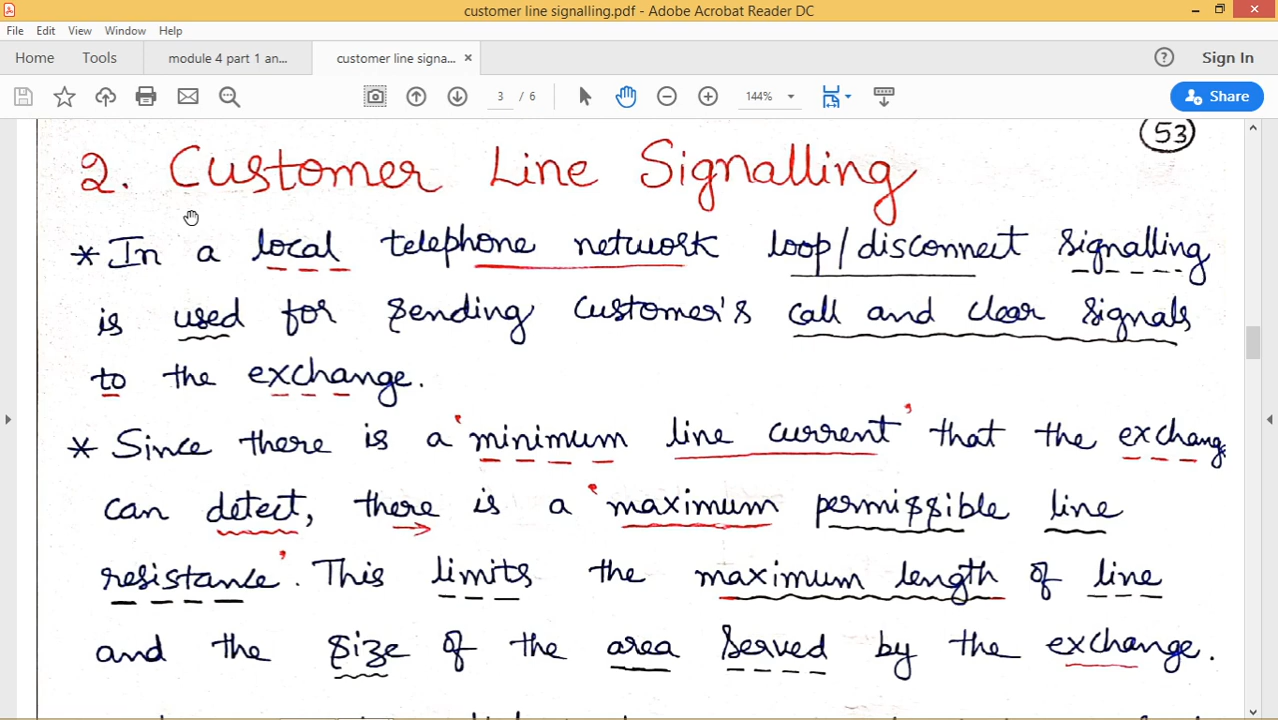 customer line signalling.pdf - Adobe Acrobat Reader DC
File Edit View Window Help
Home Tools module 4 part 1 an... customer line signa... × Sign In
3 / 6 144% Share
53
2. Customer Line Signalling
* In a local telephone network loop/disconnect signalling
is used for sending customer's call and clear signals
to the exchange.
* Since there is a 'minimum line current' that the exchang
can detect, there is a 'maximum permissible line
resistance'. This limits the maximum length of line
and the size of the area served by the exchange.